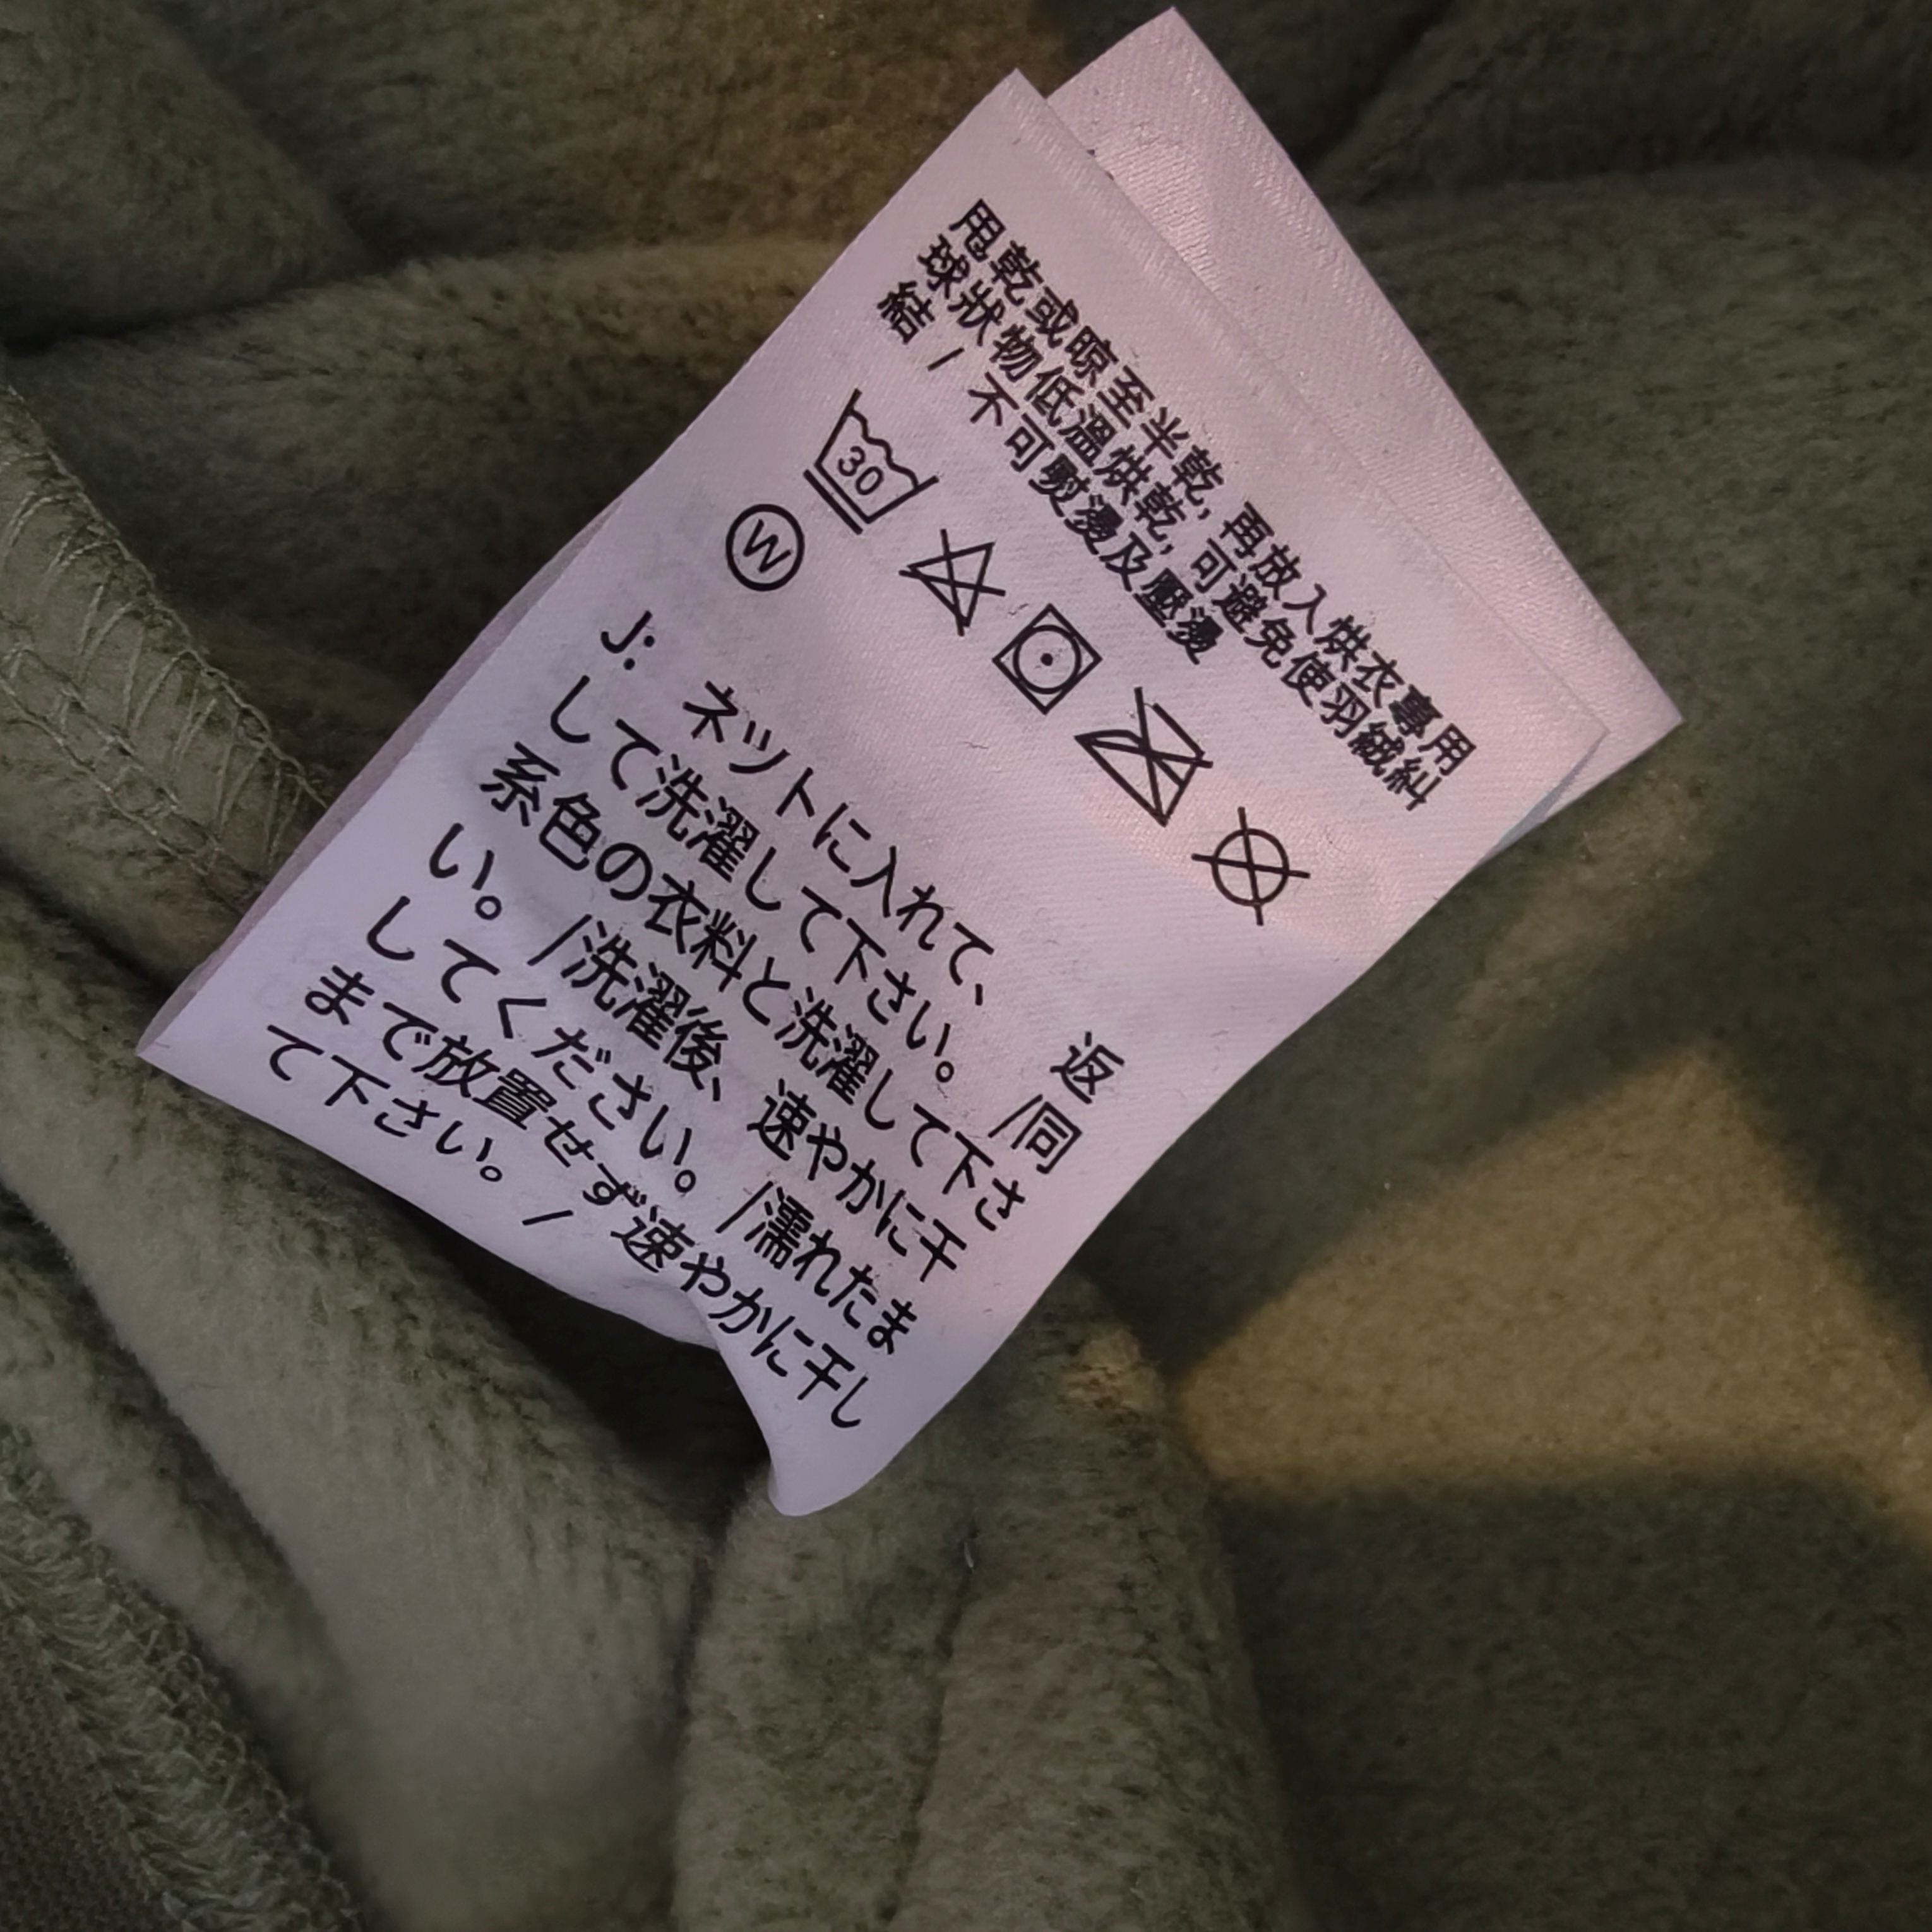 甩乾或晾至半乾, 再放入烘衣專用
球狀物低溫烘乾, 可避免使羽絨糾
結 / 不可熨燙及壓燙
30
W
J: ネットに入れて、 返
して洗濯して下さい。 /同
系色の衣料と洗濯して下さ
い。 /洗濯後、 速やかに干
してください。 /濡れたま
まで放置せず速やかに干し
て下さい。 /